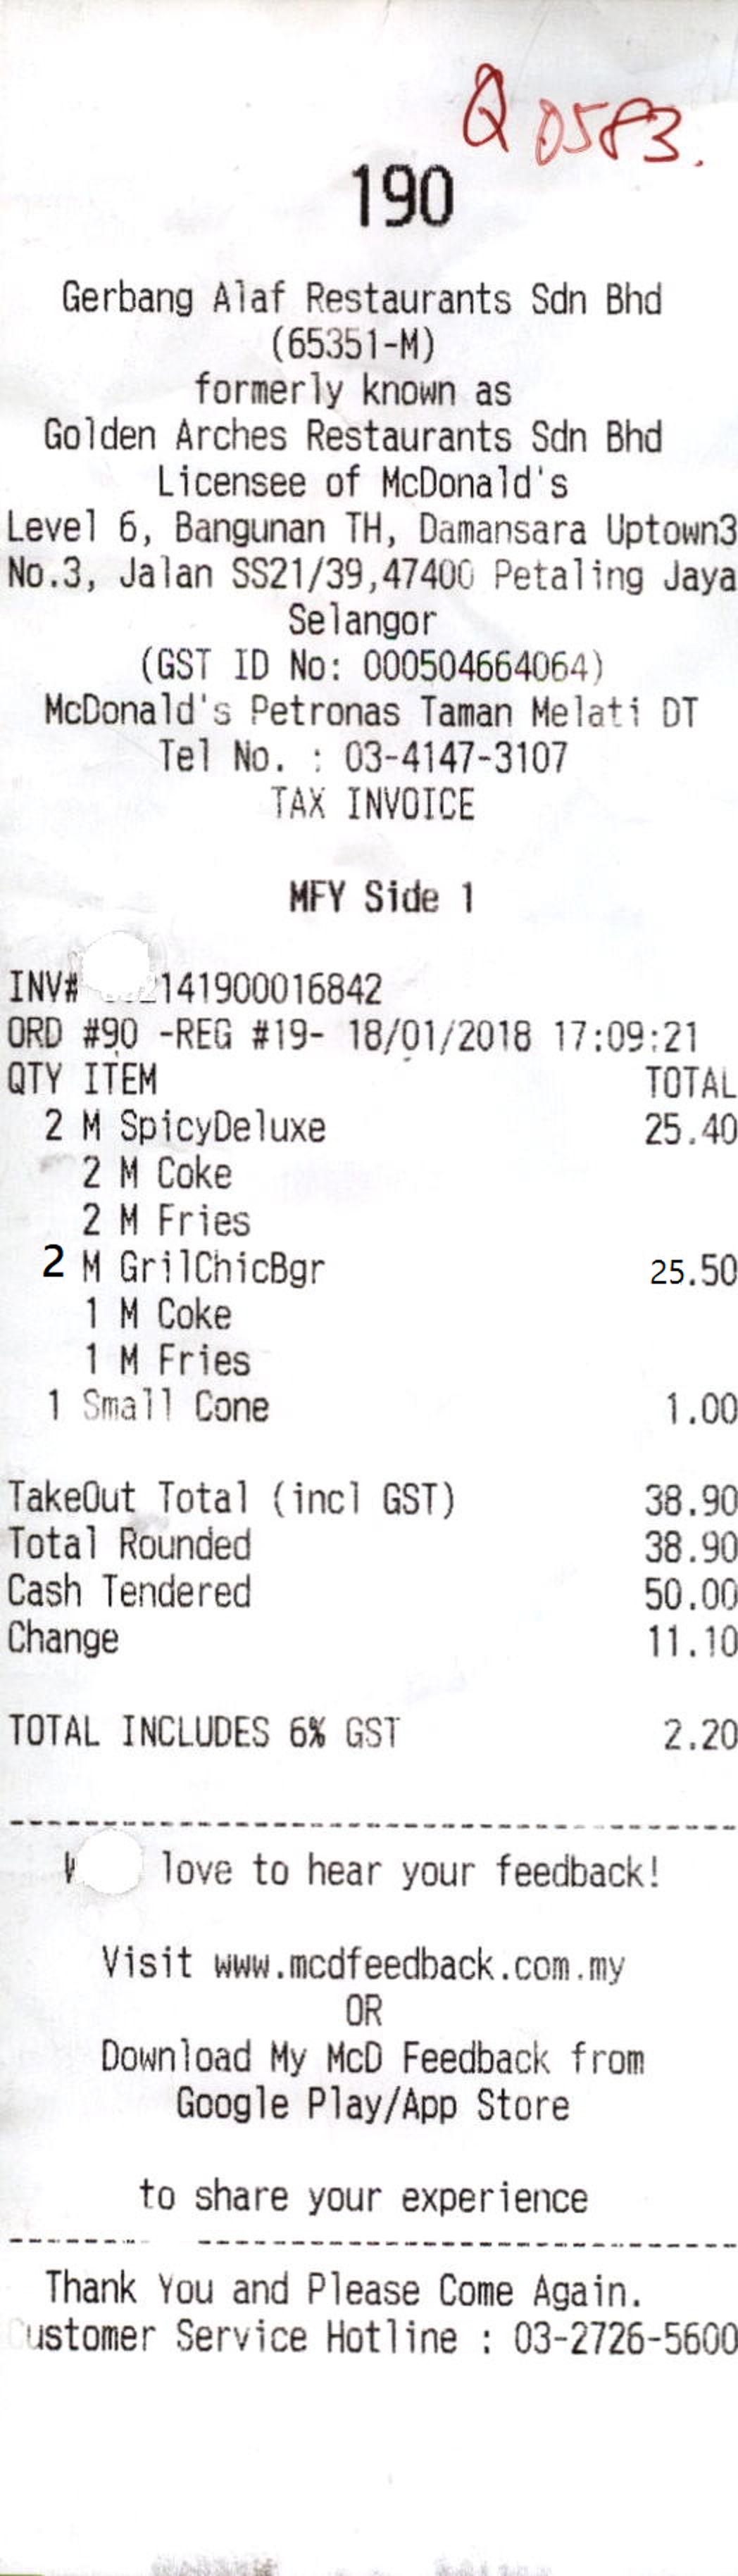 Q 0583.
190
Gerbang Alaf Restaurants Sdn Bhd
(65351-M)
formerly known as
Golden Arches Restaurants Sdn Bhd
Licensee of McDonald's
Level 6, Bangunan TH, Damansara Uptown3
No.3, Jalan SS21/39,47400 Petaling Jaya
Selangor
(GST ID No: 000504664064)
McDonald's Petronas Taman Melati DT
Tel No. : 03-4147-3107
TAX INVOICE
MFY Side 1
INV# 141900016842
ORD #90 -REG #19- 18/01/2018 17:09:21
QTY ITEM TOTAL
2 M SpicyDeluxe 25.40
2 M Coke
2 M Fries
2 M GrilChicBgr 25.50
1 M Coke
1 M Fries
1 Small Cone 1.00
TakeOut Total (incl GST) 38.90
Total Rounded 38.90
Cash Tendered 50.00
Change 11.10
TOTAL INCLUDES 6% GST 2.20
love to hear your feedback!
Visit www.mcdfeedback.com.my
OR
Download My McD Feedback from
Google Play/App Store
to share your experience
Thank You and Please Come Again.
Customer Service Hotline : 03-2726-5600